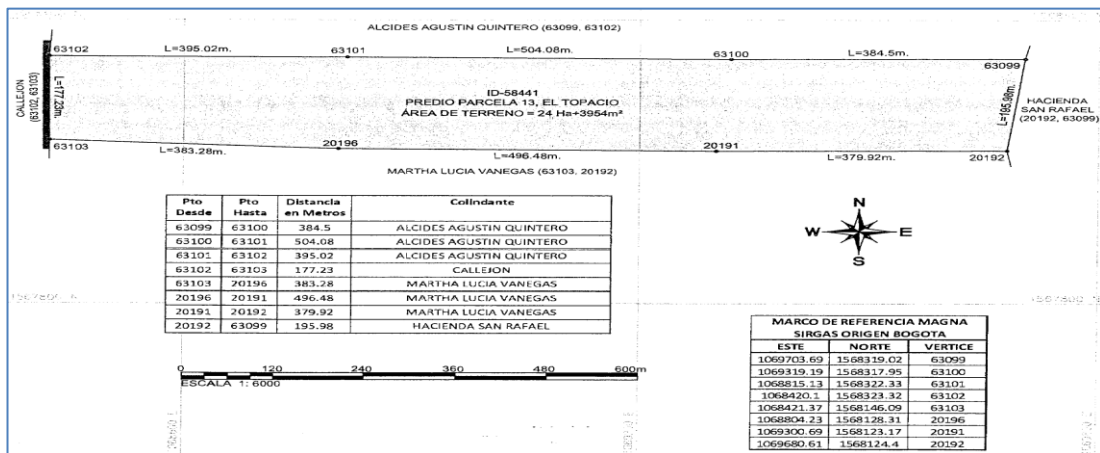 ALCIDES AGUSTIN QUINTERO (63099, 63102)
63102 L=395.02m. 63101 L=504.08m. 63100 L=384.5m. 63099
CALLEJON
(63102, 63103)
L=177.23m.
ID-58441
PREDIO PARCELA 13, EL TOPACIO
ÁREA DE TERRENO = 24 Ha+3954m²
L=195.98m.
HACIENDA
SAN RAFAEL
(20192, 63099)
63103 L=383.28m. 20196 L=496.48m. 20191 L=379.92m. 20192
MARTHA LUCIA VANEGAS (63103, 20192)
Pto Desde Pto Hasta Distancia en Metros Colindante
63099 63100 384.5 ALCIDES AGUSTIN QUINTERO
63100 63101 504.08 ALCIDES AGUSTIN QUINTERO
63101 63102 395.02 ALCIDES AGUSTIN QUINTERO
63102 63103 177.23 CALLEJON
63103 20196 383.28 MARTHA LUCIA VANEGAS
20196 20191 496.48 MARTHA LUCIA VANEGAS
20191 20192 379.92 MARTHA LUCIA VANEGAS
20192 63099 195.98 HACIENDA SAN RAFAEL
N
W E
S
MARCO DE REFERENCIA MAGNA
SIRGAS ORIGEN BOGOTA
ESTE NORTE VERTICE
1069703.69 1568319.02 63099
1069319.19 1568317.95 63100
1068815.13 1568322.33 63101
1068420.1 1568323.32 63102
1068421.37 1568146.09 63103
1068804.23 1568128.31 20196
1069300.69 1568123.17 20191
1069680.61 1568124.4 20192
0 120 240 360 480 600m
ESCALA 1: 6000